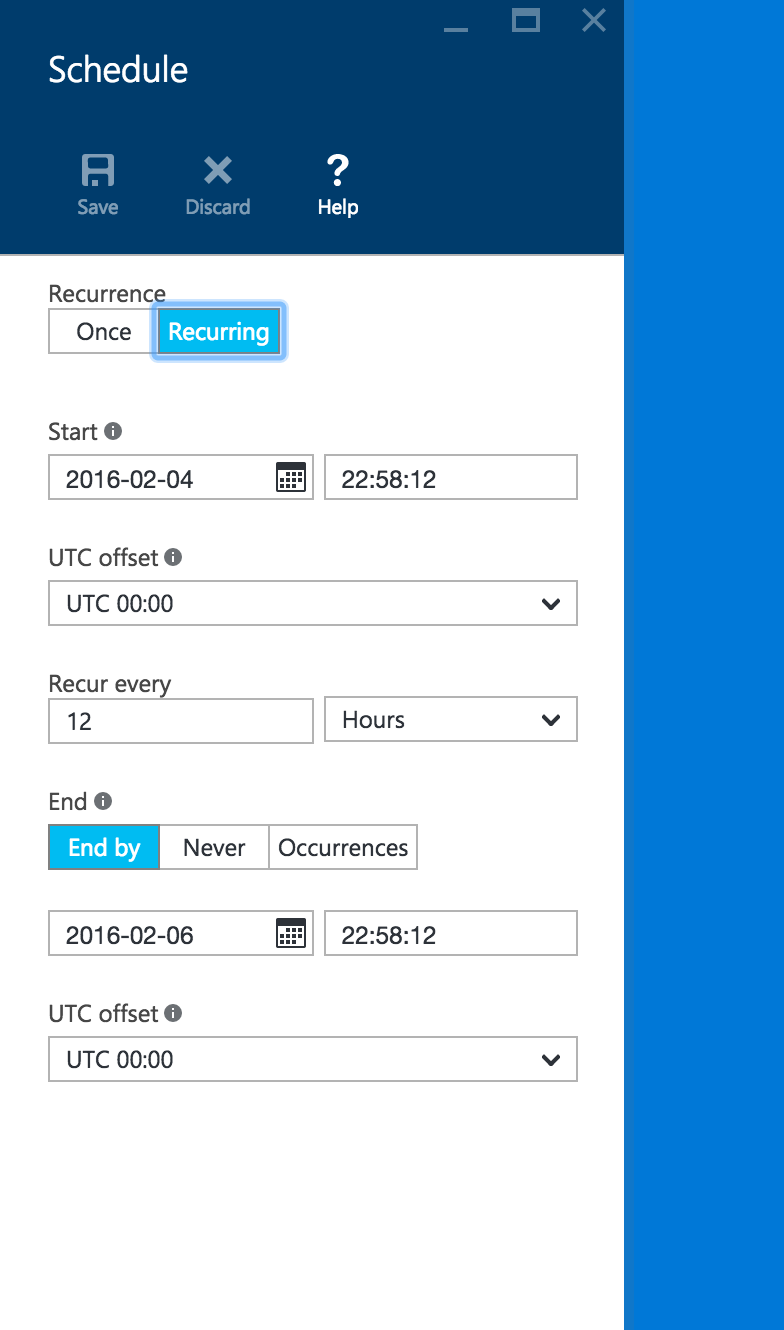 Schedule
Save Discard Help
Recurrence
Once Recurring
Start
2016-02-04 22:58:12
UTC offset
UTC 00:00
Recur every
12 Hours
End
End by Never Occurrences
2016-02-06 22:58:12
UTC offset
UTC 00:00